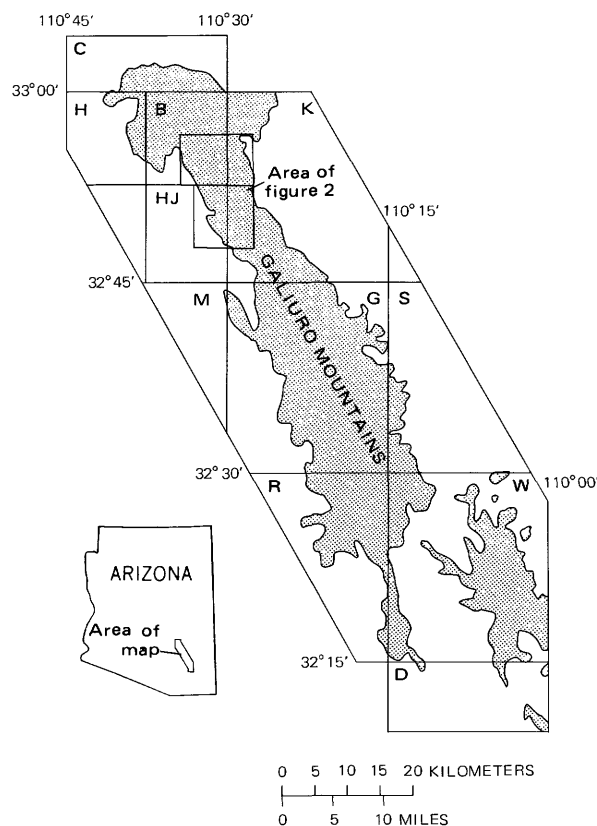 110°45'
110°30'
C
33°00'
H
B
K
Area of
figure 2
HJ
110°15'
32°45'
M
G
S
GALIURO MOUNTAINS
32°30'
R
W
110°00'
ARIZONA
Area of
map
32°15'
D
0 5 10 15 20 KILOMETERS
0 5 10 MILES